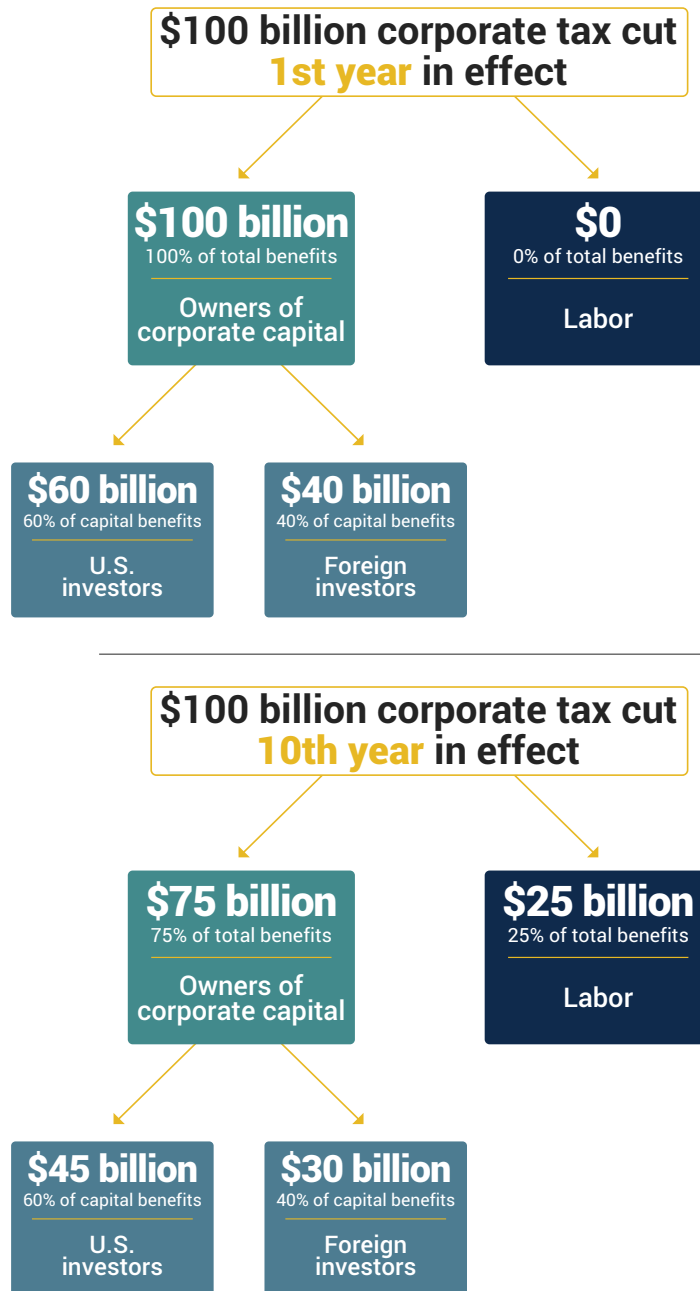 $100 billion corporate tax cut
1st year in effect
$100 billion
100% of total benefits
Owners of
corporate capital
$0
0% of total benefits
Labor
$60 billion
60% of capital benefits
U.S.
investors
$40 billion
40% of capital benefits
Foreign
investors
$100 billion corporate tax cut
10th year in effect
$75 billion
75% of total benefits
Owners of
corporate capital
$25 billion
25% of total benefits
Labor
$45 billion
60% of capital benefits
U.S.
investors
$30 billion
40% of capital benefits
Foreign
investors